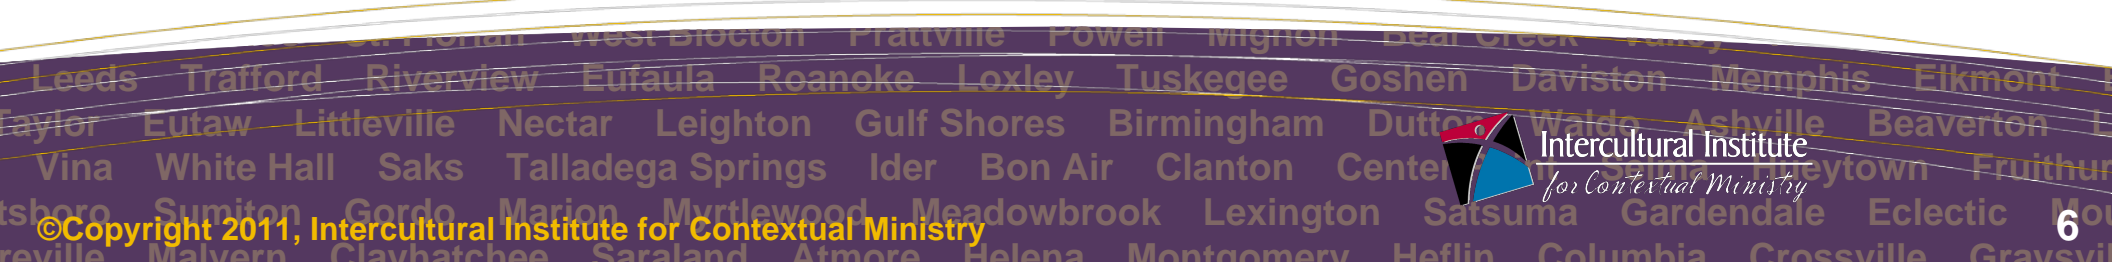 St. Florian West Blocton Prattville Powell Mignon Bear Creek Valley
Leeds Trafford Riverview Eufaula Roanoke Loxley Tuskegee Goshen Daviston Memphis Elkmont
Taylor Eutaw Littleville Nectar Leighton Gulf Shores Birmingham Dutton Waldo Ashville Beaverton
Vina White Hall Saks Talladega Springs Ider Bon Air Clanton Center Selma
Sumiton Gordo Marion Myrtlewood Meadowbrook Lexington Satsuma Gardendale Eclectic
Malvern Clayhatchee Saraland Atmore Helena Montgomery Heflin Columbia Crossville
Intercultural Institute
for Contextual Ministry
©Copyright 2011, Intercultural Institute for Contextual Ministry
6